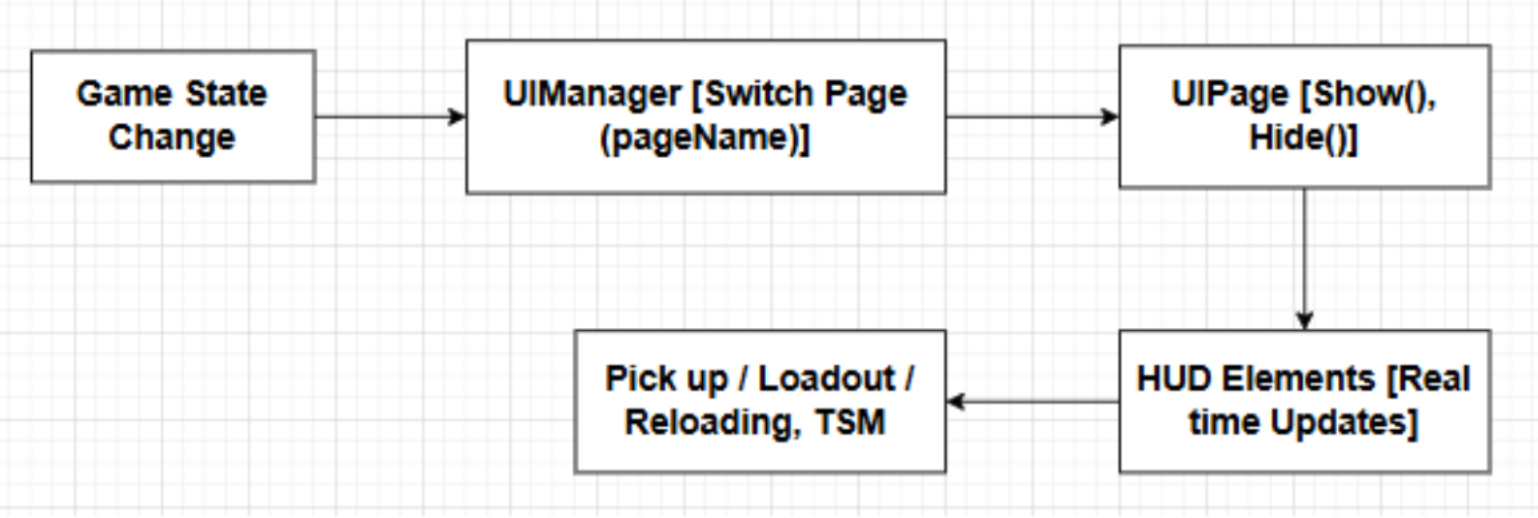 Game State
Change
UIManager [Switch Page
(pageName)]
UIPage [Show(),
Hide()]
HUD Elements [Real
time Updates]
Pick up / Loadout /
Reloading, TSM